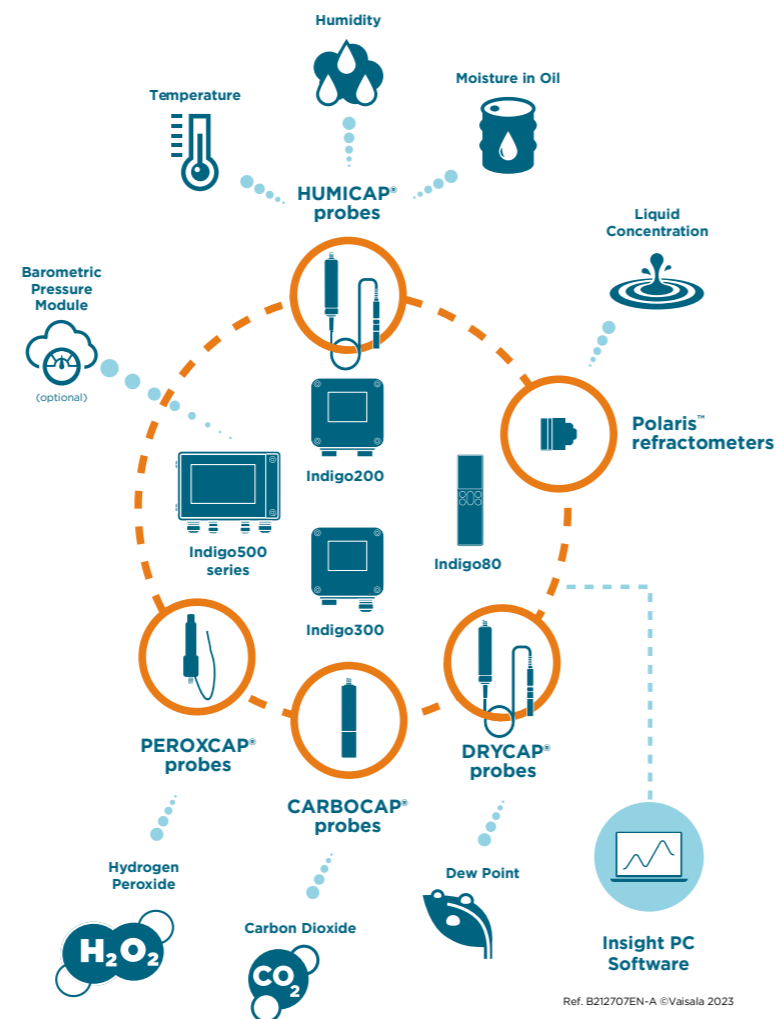 Humidity
Temperature
Moisture in Oil
HUMICAP®
probes
Liquid
Concentration
Barometric
Pressure
Module
(optional)
Polaris™
refractometers
Indigo200
Indigo500
series
Indigo80
Indigo300
PEROXCAP®
probes
DRYCAP®
probes
CARBOCAP®
probes
Hydrogen
Peroxide
H₂O₂
Carbon Dioxide
CO₂
Dew Point
Insight PC
Software
Ref. B212707EN-A ©Vaisala 2023